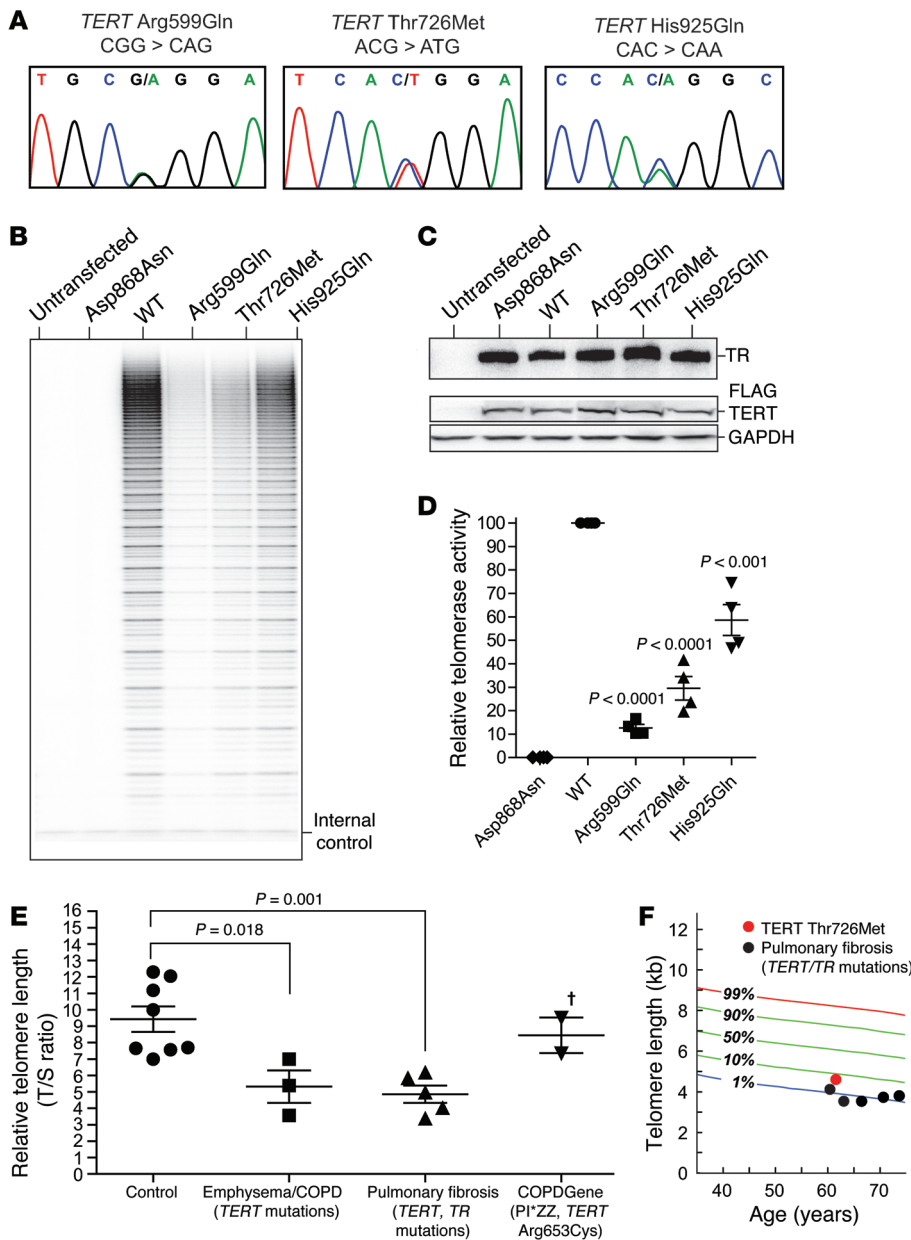 A
TERT Arg599Gln
CGG > CAG
T G C G/A G G A
TERT Thr726Met
ACG > ATG
T C A C/T G G A
TERT His925Gln
CAC > CAA
C C A C/A G G C
B
Untransfected
Asp868Asn
WT
Arg599Gln
Thr726Met
His925Gln
Internal
control
C
Untransfected
Asp868Asn
WT
Arg599Gln
Thr726Met
His925Gln
TR
FLAG
TERT
GAPDH
D
Relative telomerase activity
100
90
80
70
60
50
40
30
20
10
0
P < 0.0001
P < 0.0001
P < 0.001
Asp868Asn
WT
Arg599Gln
Thr726Met
His925Gln
E
Relative telomere length
(T/S ratio)
16
15
14
13
12
11
10
9
8
7
6
5
4
3
2
1
0
P = 0.001
P = 0.018
†
Control
Emphysema/COPD
(TERT mutations)
Pulmonary fibrosis
(TERT, TR
mutations)
COPDGene
(PI*ZZ, TERT
Arg653Cys)
F
Telomere length (kb)
12
10
8
6
4
2
0
TERT Thr726Met
Pulmonary fibrosis
(TERT/TR mutations)
99%
90%
50%
10%
1%
40 50 60 70
Age (years)